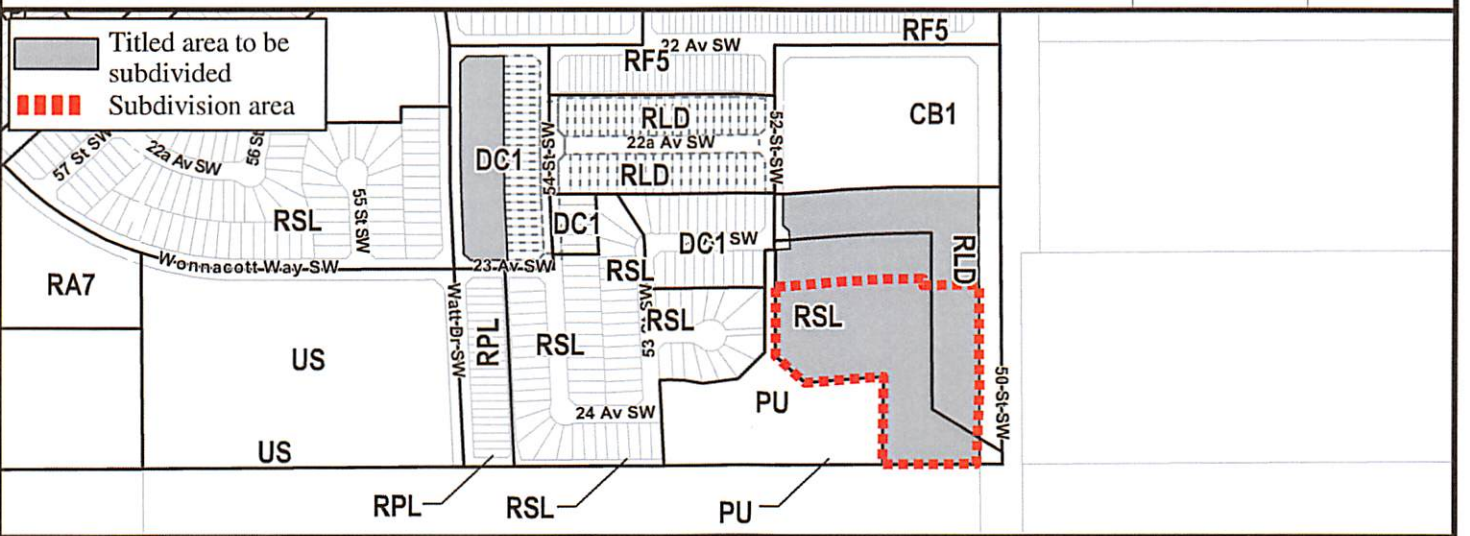 Titled area to be
subdivided
Subdivision area
RF5
22 Av SW
RF5
CB1
RLD
22a Av SW
RLD
52-St-SW
54-St-SW
DC1
57 St SW
22a Av SW
56 St
55 St SW
RSL
DC1
DC1
SW
RLD
Wonnacott-Way-SW
23-Av-SW
RSL
RA7
Watt-Dr-SW
RPL
RSL
53
RSL
RSL
US
50-St-SW
PU
24 Av SW
US
RPL
RSL
PU